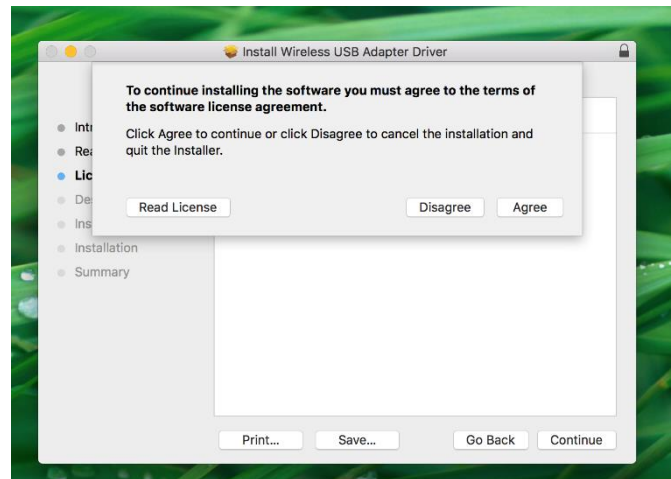 Install Wireless USB Adapter Driver
To continue installing the software you must agree to the terms of
the software license agreement.
Click Agree to continue or click Disagree to cancel the installation and
quit the Installer.
Read License
Disagree
Agree
Installation
Summary
Print...
Save...
Go Back
Continue